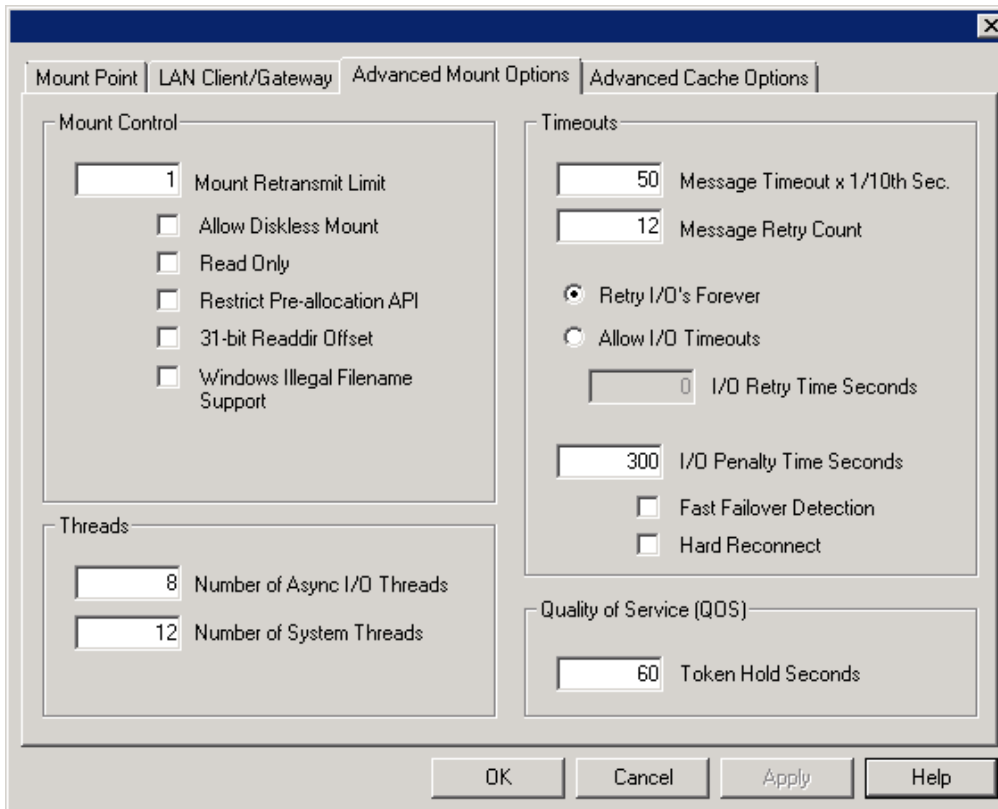 Mount Point LAN Client/Gateway Advanced Mount Options Advanced Cache Options
Mount Control
1 Mount Retransmit Limit
Allow Diskless Mount
Read Only
Restrict Pre-allocation API
31-bit Readdir Offset
Windows Illegal Filename
Support
Threads
8 Number of Async I/O Threads
12 Number of System Threads
Timeouts
50 Message Timeout x 1/10th Sec.
12 Message Retry Count
Retry I/O's Forever
Allow I/O Timeouts
0 I/O Retry Time Seconds
300 I/O Penalty Time Seconds
Fast Failover Detection
Hard Reconnect
Quality of Service (QOS)
60 Token Hold Seconds
OK Cancel Apply Help